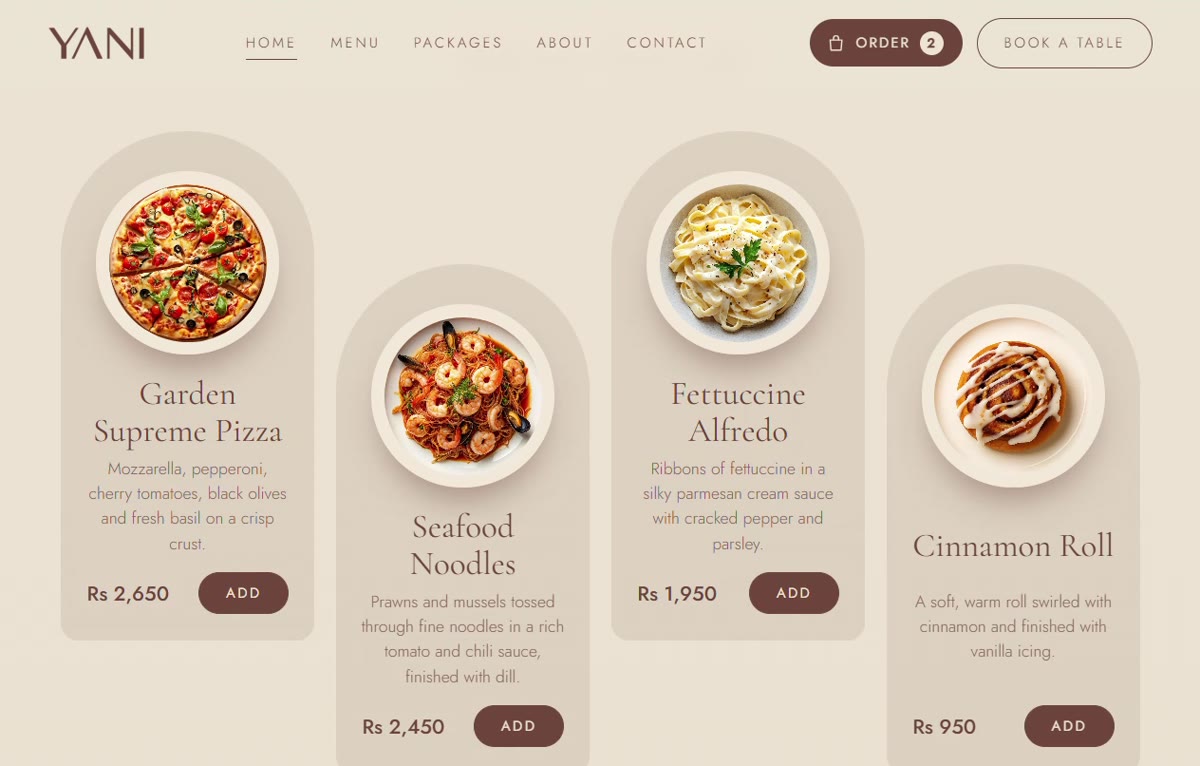 YANI
HOME
MENU
PACKAGES
ABOUT
CONTACT
ORDER 2
BOOK A TABLE
Garden
Supreme Pizza
Mozzarella, pepperoni,
cherry tomatoes, black olives
and fresh basil on a crisp
crust.
Rs 2,650
ADD
Seafood
Noodles
Prawns and mussels tossed
through fine noodles in a rich
tomato and chili sauce,
finished with dill.
Rs 2,450
ADD
Fettuccine
Alfredo
Ribbons of fettuccine in a
silky parmesan cream sauce
with cracked pepper and
parsley.
Rs 1,950
ADD
Cinnamon Roll
A soft, warm roll swirled with
cinnamon and finished with
vanilla icing.
Rs 950
ADD